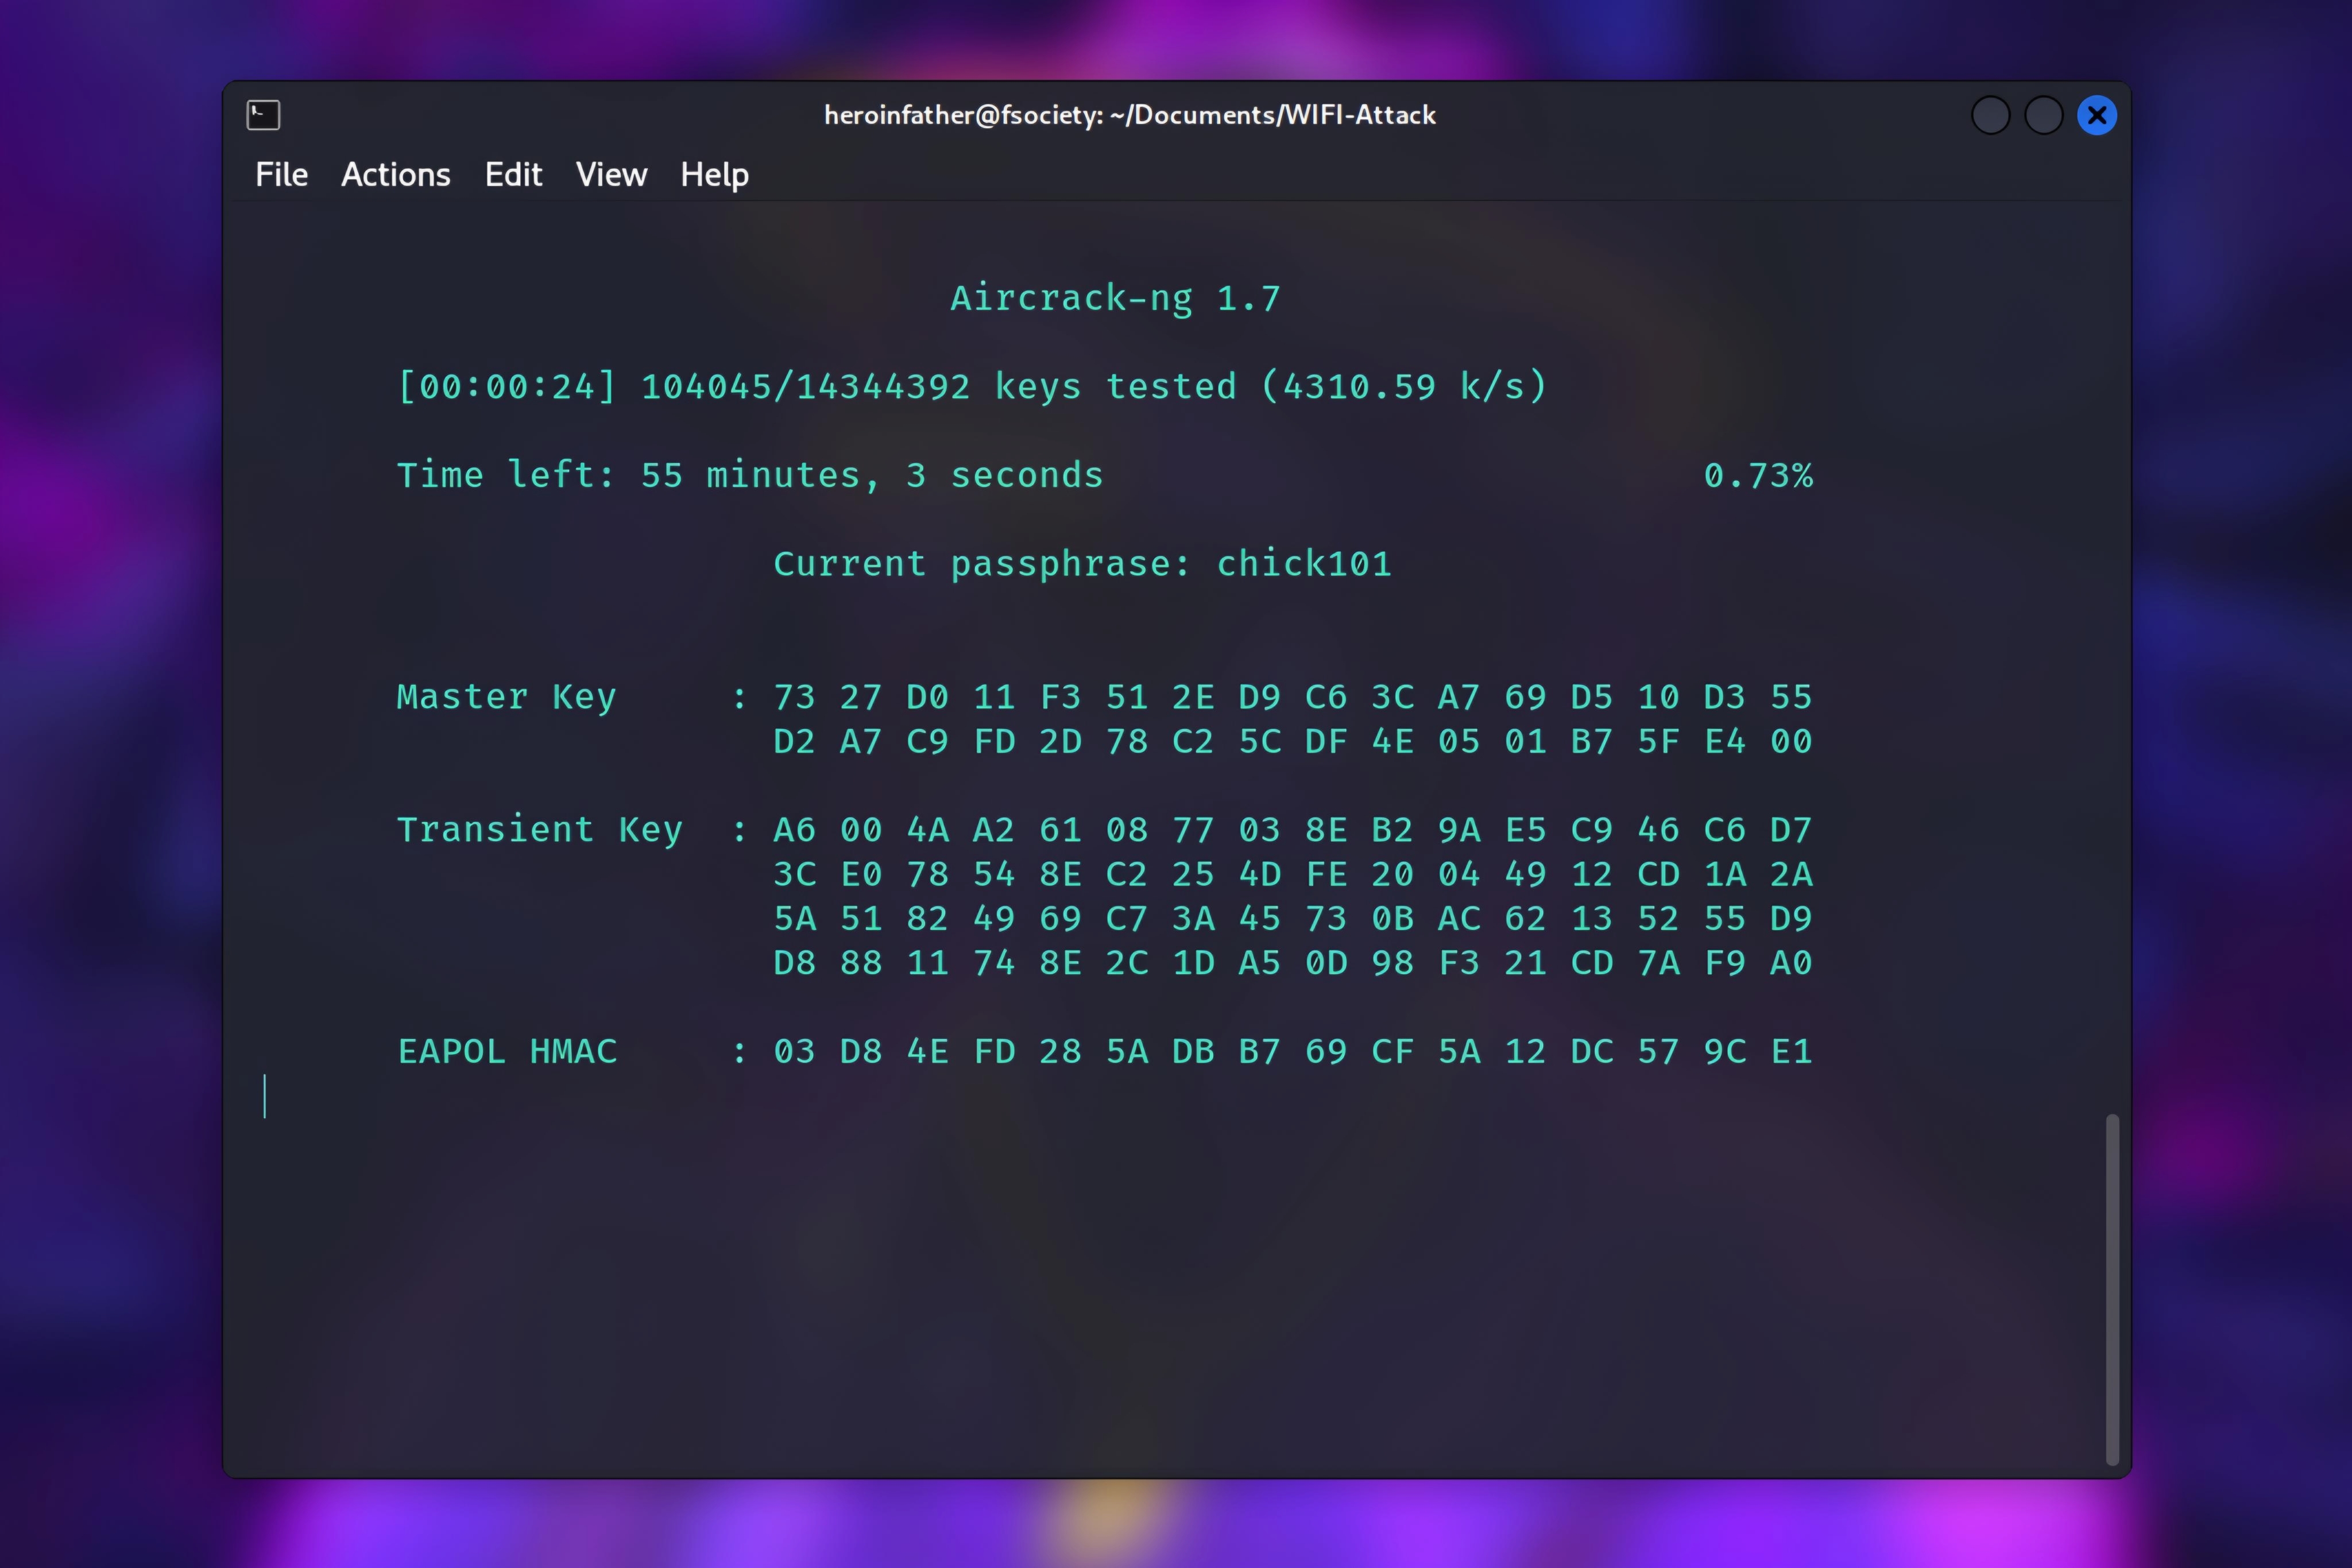 heroinfather@fsociety: ~/Documents/WIFI-Attack
File Actions Edit View Help
Aircrack-ng 1.7
[00:00:24] 104045/14344392 keys tested (4310.59 k/s)
Time left: 55 minutes, 3 seconds 0.73%
Current passphrase: chick101
Master Key : 73 27 D0 11 F3 51 2E D9 C6 3C A7 69 D5 10 D3 55
D2 A7 C9 FD 2D 78 C2 5C DF 4E 05 01 B7 5F E4 00
Transient Key : A6 00 4A A2 61 08 77 03 8E B2 9A E5 C9 46 C6 D7
3C E0 78 54 8E C2 25 4D FE 20 04 49 12 CD 1A 2A
5A 51 82 49 69 C7 3A 45 73 0B AC 62 13 52 55 D9
D8 88 11 74 8E 2C 1D A5 0D 98 F3 21 CD 7A F9 A0
EAPOL HMAC : 03 D8 4E FD 28 5A DB B7 69 CF 5A 12 DC 57 9C E1